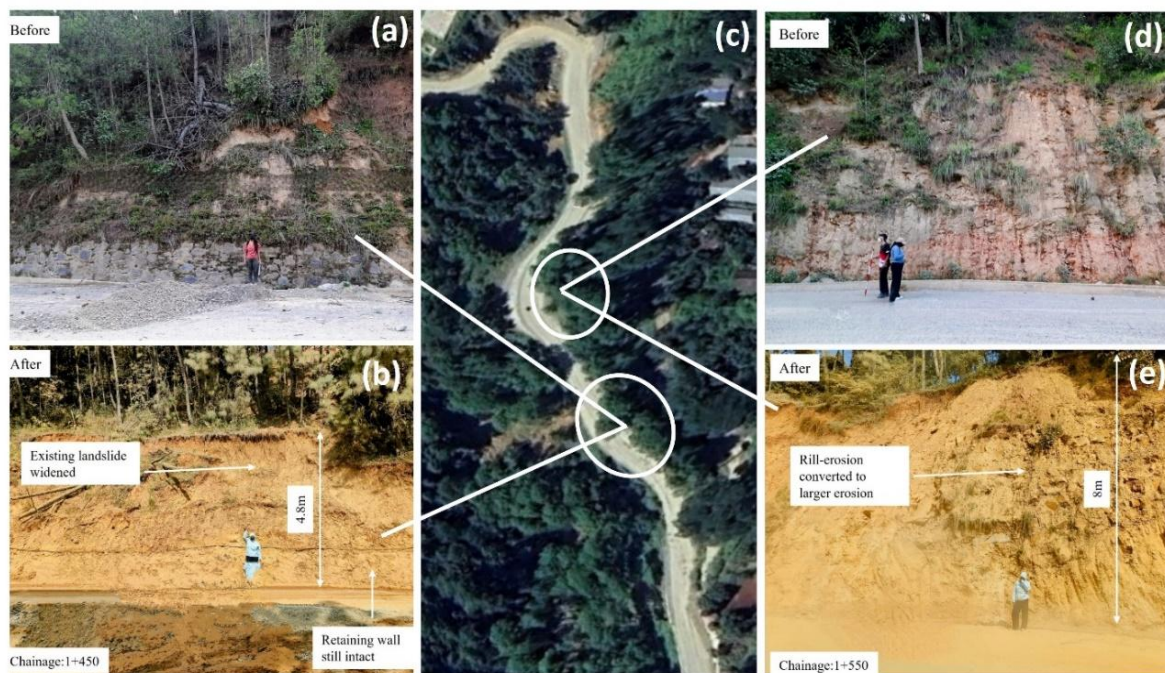 Before
(a)
After
(b)
Existing landslide
widened
4.8m
Retaining wall
still intact
Chainage:1+450
(c)
Before
(d)
After
(e)
Rill-erosion
converted to
larger erosion
8m
Chainage:1+550